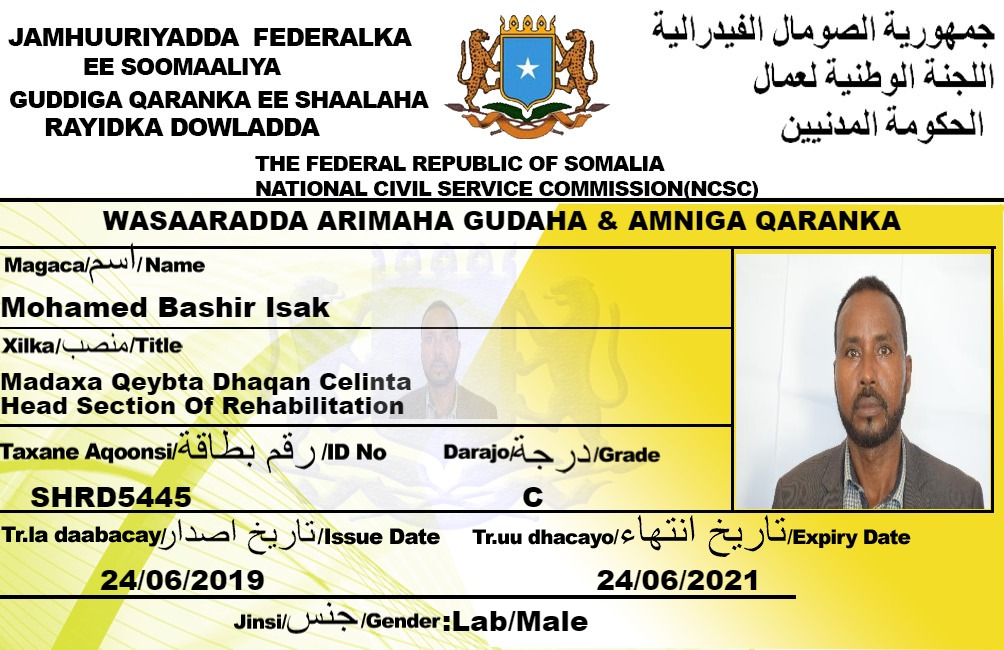 JAMHUURIYADDA FEDERALKA
EE SOOMAALIYA
GUDDIGA QARANKA EE SHAALAHA
RAYIDKA DOWLADDA
جمهورية الصومال الفيدرالية
اللجنة الوطنية لعمال
الحكومة المدنيين
THE FEDERAL REPUBLIC OF SOMALIA
NATIONAL CIVIL SERVICE COMMISSION(NCSC)
WASAARADDA ARIMAHA GUDAHA & AMNIGA QARANKA
Magaca/اسم/Name
Mohamed Bashir Isak
Xilka/منصب/Title
Madaxa Qeybta Dhaqan Celinta
Head Section Of Rehabilitation
Taxane Aqoonsi/رقم بطاقة/ID No Darajo/درجة/Grade
SHRD5445 C
Tr.la daabacay/تاريخ اصدار/Issue Date Tr.uu dhacayo/تاريخ انتهاء/Expiry Date
24/06/2019 24/06/2021
Jinsi/جنس/Gender:Lab/Male